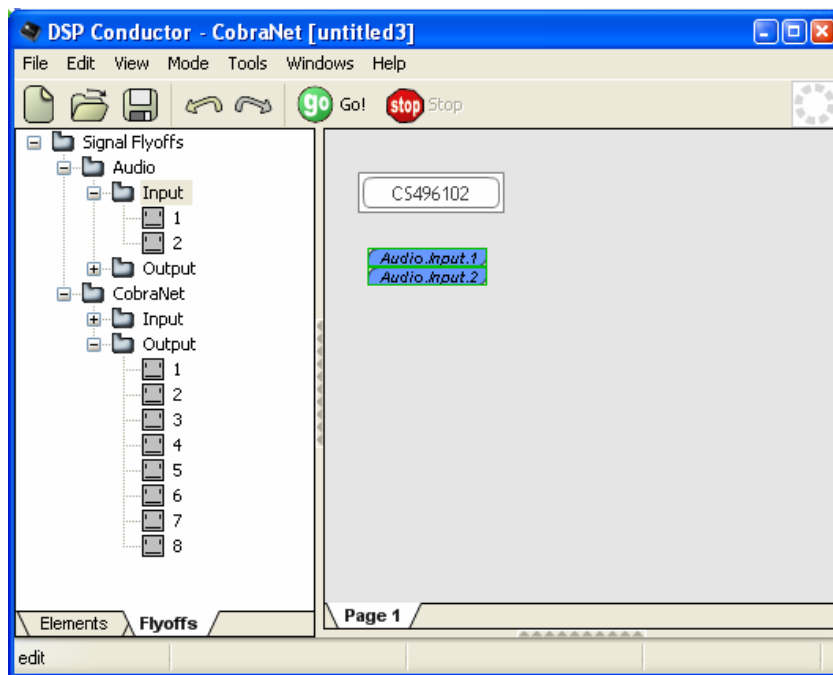 DSP Conductor - CobraNet [untitled3]
File Edit View Mode Tools Windows Help
go Go! stop Stop
Signal Flyoffs
Audio
Input
1
2
Output
CobraNet
Input
Output
1
2
3
4
5
6
7
8
Elements Flyoffs
CS496102
Audio.Input.1
Audio.Input.2
Page 1
edit